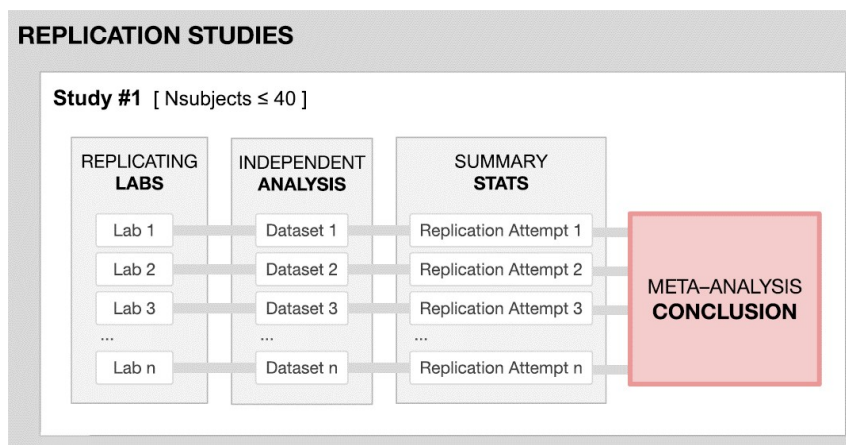 REPLICATION STUDIES
Study #1 [ Nsubjects ≤ 40 ]
REPLICATING
LABS
INDEPENDENT
ANALYSIS
SUMMARY
STATS
Lab 1
Dataset 1
Replication Attempt 1
Lab 2
Dataset 2
Replication Attempt 2
Lab 3
Dataset 3
Replication Attempt 3
...
...
...
Lab n
Dataset n
Replication Attempt n
META–ANALYSIS
CONCLUSION